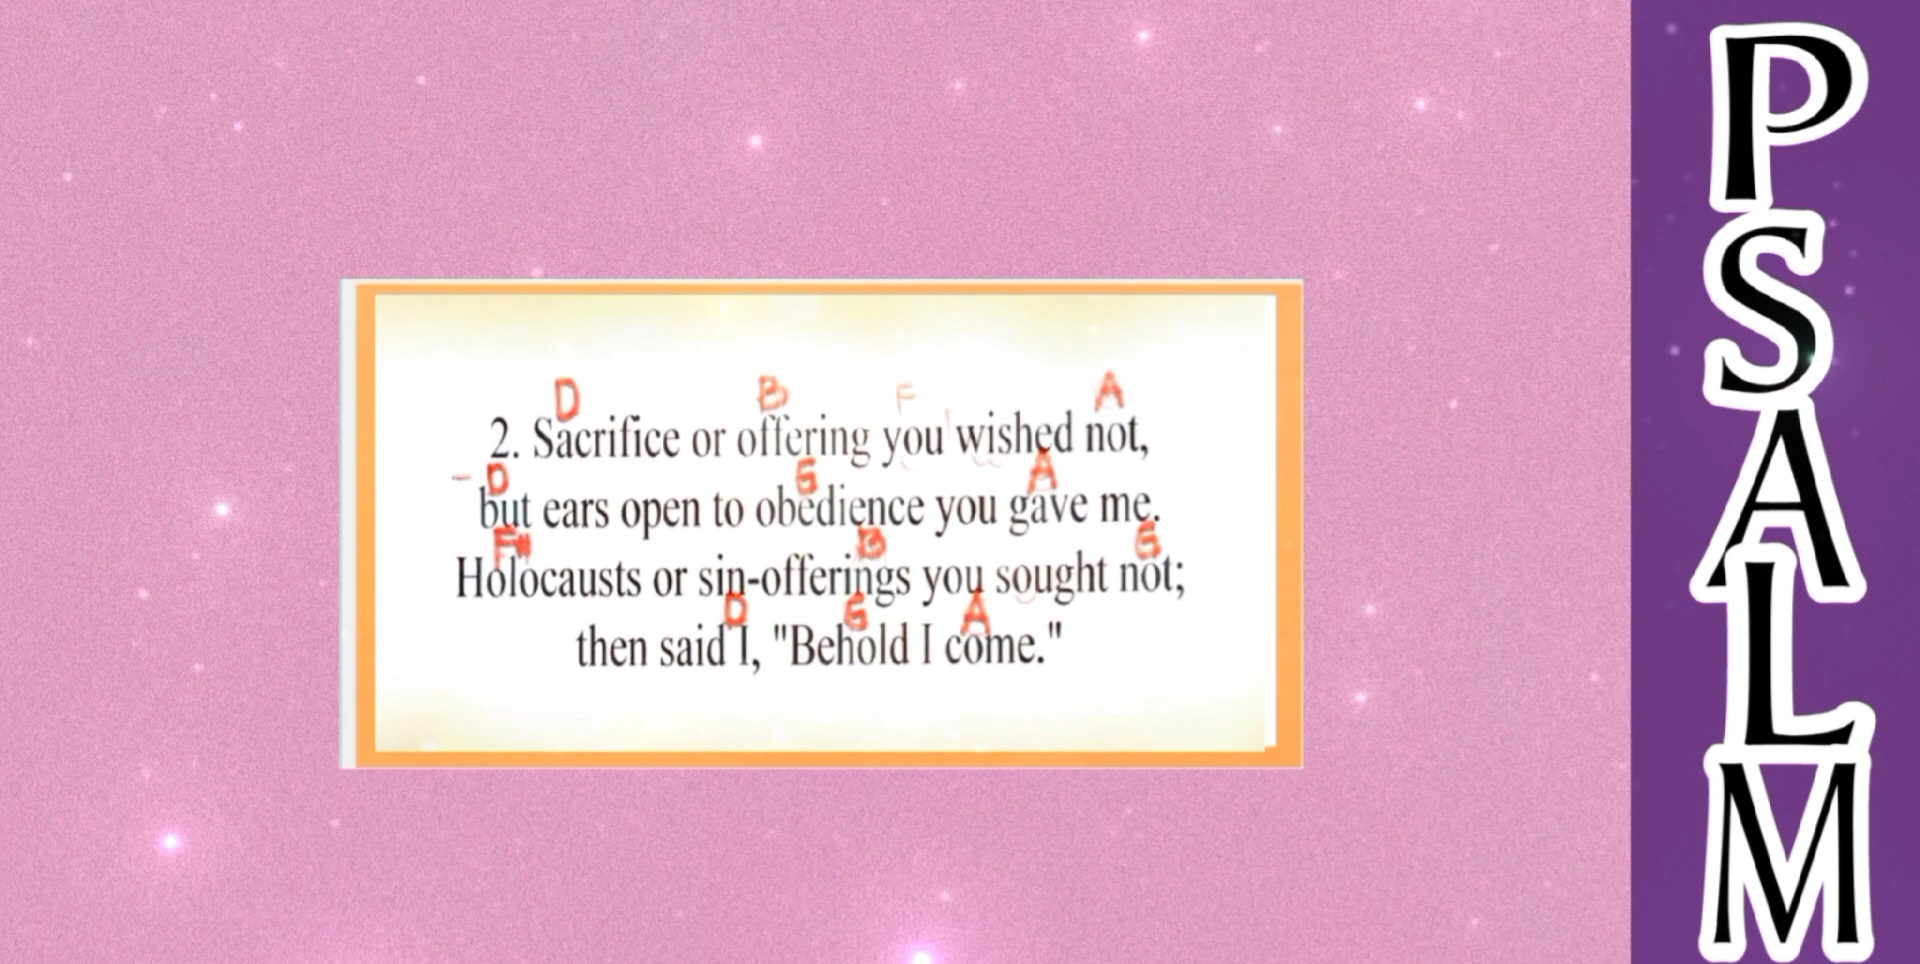 D B F A
2. Sacrifice or offering you wished not,
– D G A
but ears open to obedience you gave me.
F# B G
Holocausts or sin-offerings you sought not;
D G A
then said I, "Behold I come."
PSALM